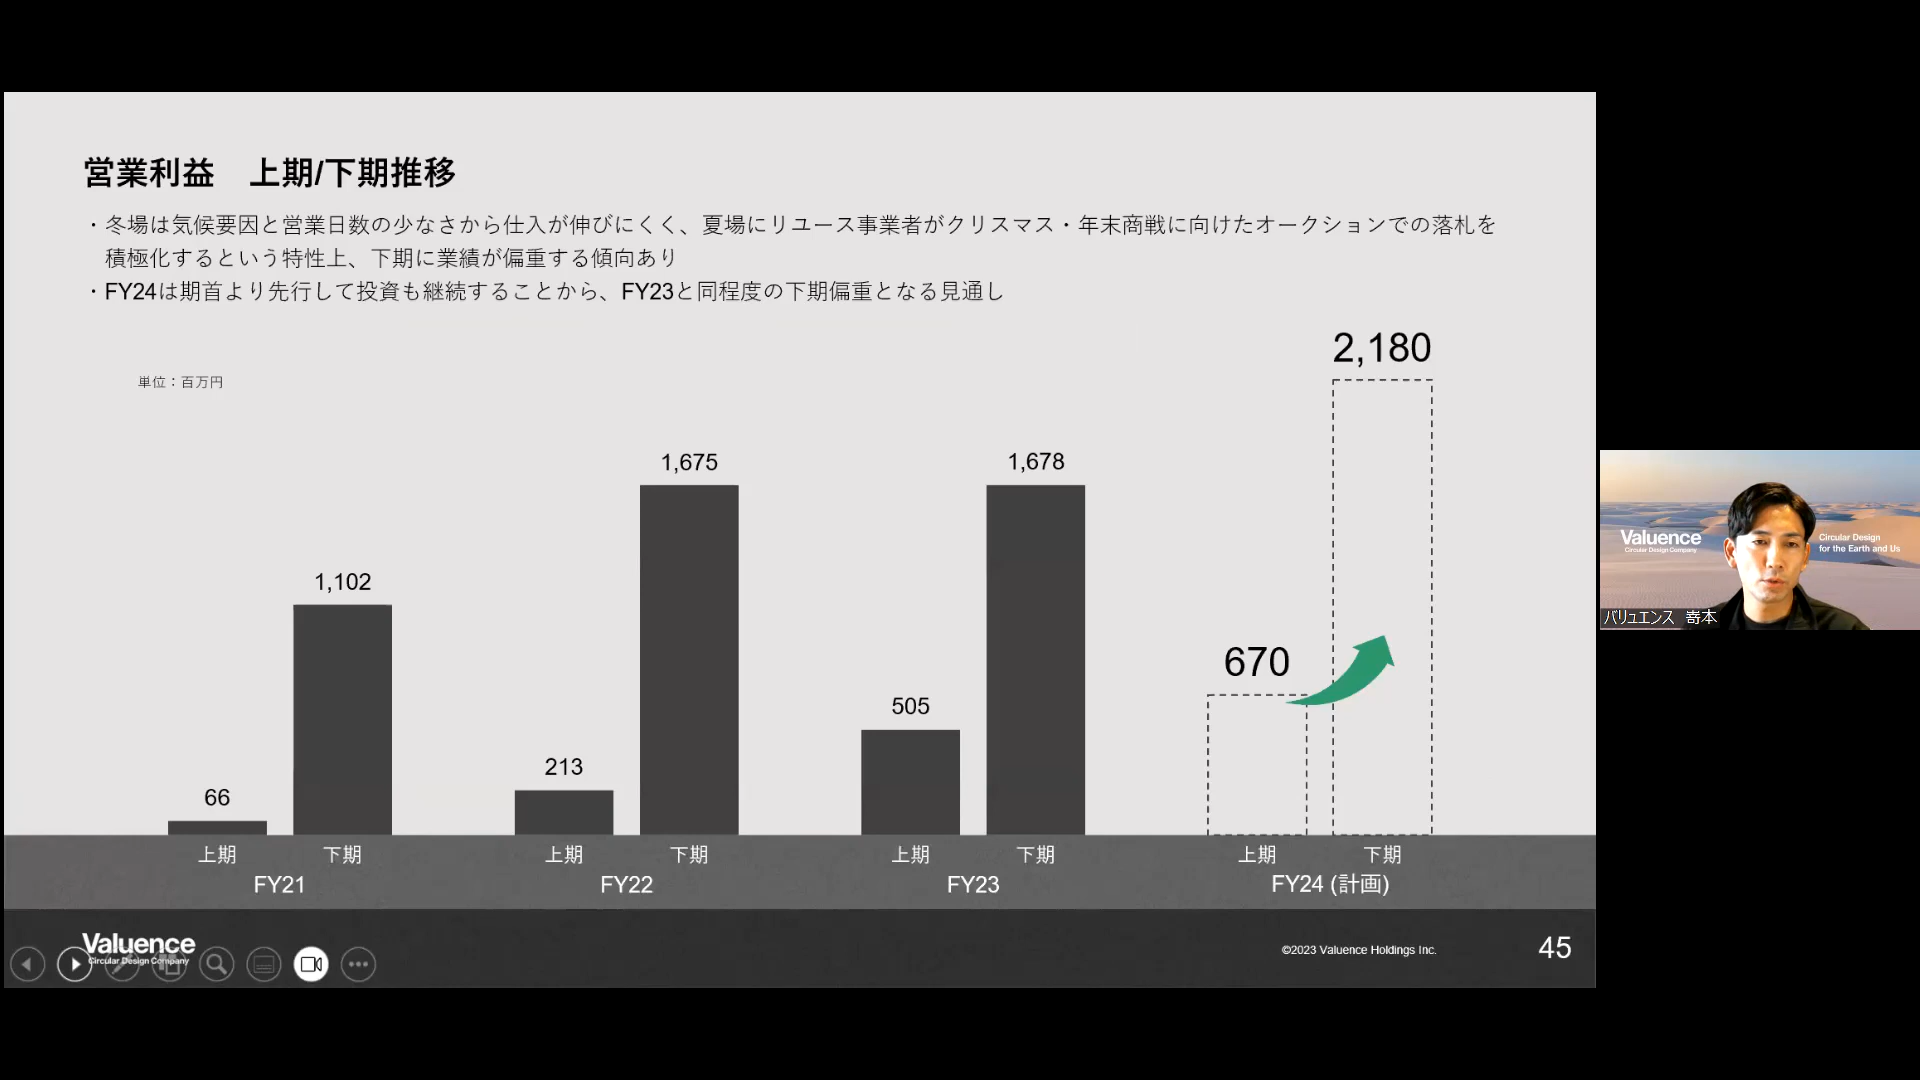 営業利益　上期/下期推移
・冬場は気候要因と営業日数の少なさから仕入が伸びにくく、夏場にリユース事業者がクリスマス・年末商戦に向けたオークションでの落札を
積極化するという特性上、下期に業績が偏重する傾向あり
・FY24は期首より先行して投資も継続することから、FY23と同程度の下期偏重となる見通し
単位：百万円
66
1,102
213
1,675
505
1,678
670
2,180
上期 下期 上期 下期 上期 下期 上期 下期
FY21 FY22 FY23 FY24 (計画)
Valuence
Circular Design Company
©2023 Valuence Holdings Inc.
45
Valuence
Circular Design Company
Circular Design
for the Earth and Us
バリュエンス　嵜本